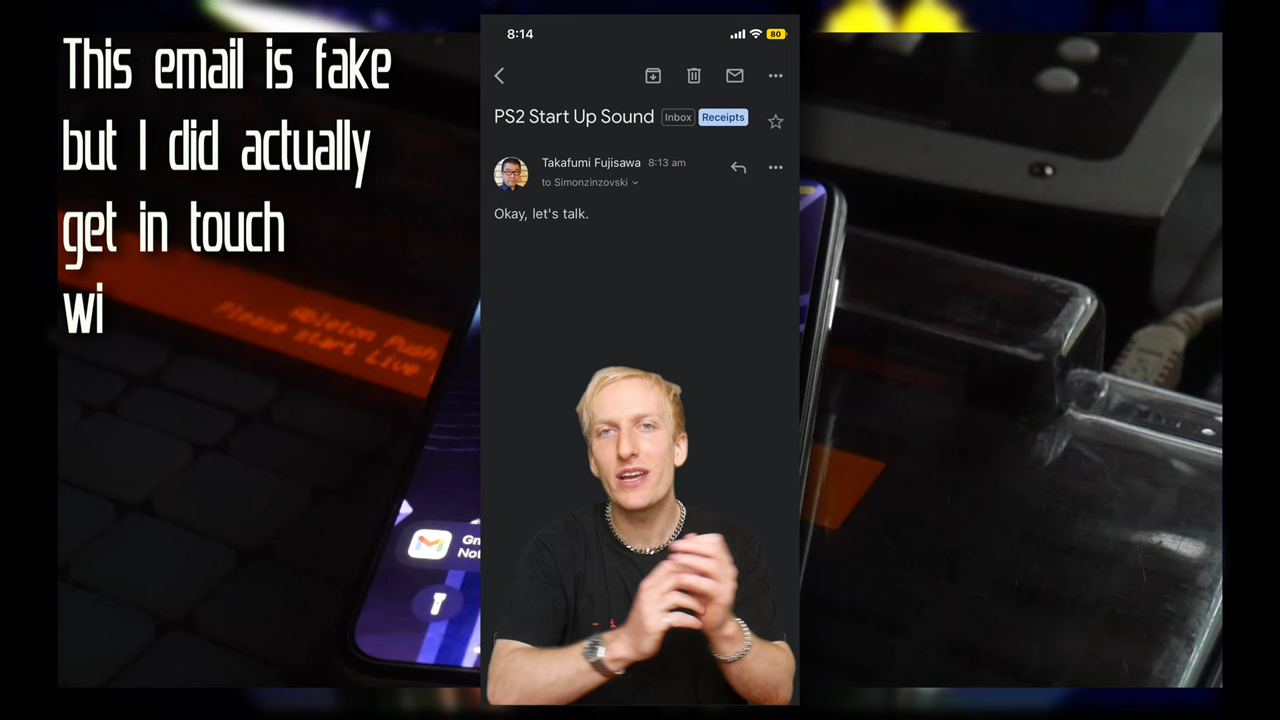 This email is fake
but I did actually
get in touch
wi
8:14
80
PS2 Start Up Sound Inbox Receipts
Takafumi Fujisawa 8:13 am
to Simonzinzovski
Okay, let's talk.
Ableton Push
Please start Live